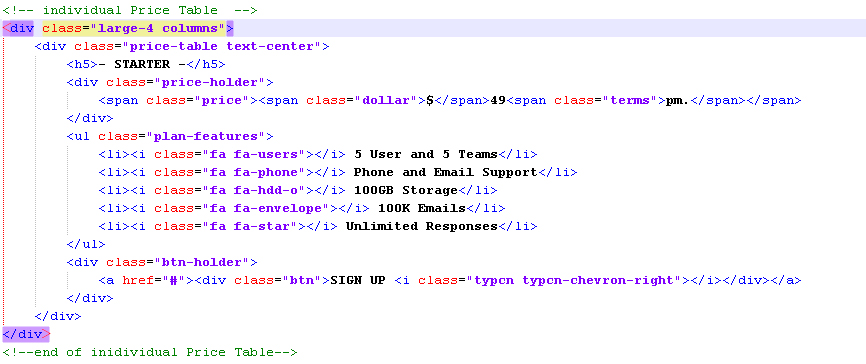 <!-- individual Price Table  -->
<div class="large-4 columns">
    <div class="price-table text-center">
        <h5>- STARTER -</h5>
        <div class="price-holder">
            <span class="price"><span class="dollar">$</span>49<span class="terms">pm.</span></span>
        </div>
        <ul class="plan-features">
            <li><i class="fa fa-users"></i> 5 User and 5 Teams</li>
            <li><i class="fa fa-phone"></i> Phone and Email Support</li>
            <li><i class="fa fa-hdd-o"></i> 100GB Storage</li>
            <li><i class="fa fa-envelope"></i> 100K Emails</li>
            <li><i class="fa fa-star"></i> Unlimited Responses</li>
        </ul>
        <div class="btn-holder">
            <a href="#"><div class="btn">SIGN UP <i class="typcn typcn-chevron-right"></i></div></a>
        </div>
    </div>
</div>
<!--end of inidividual Price Table-->